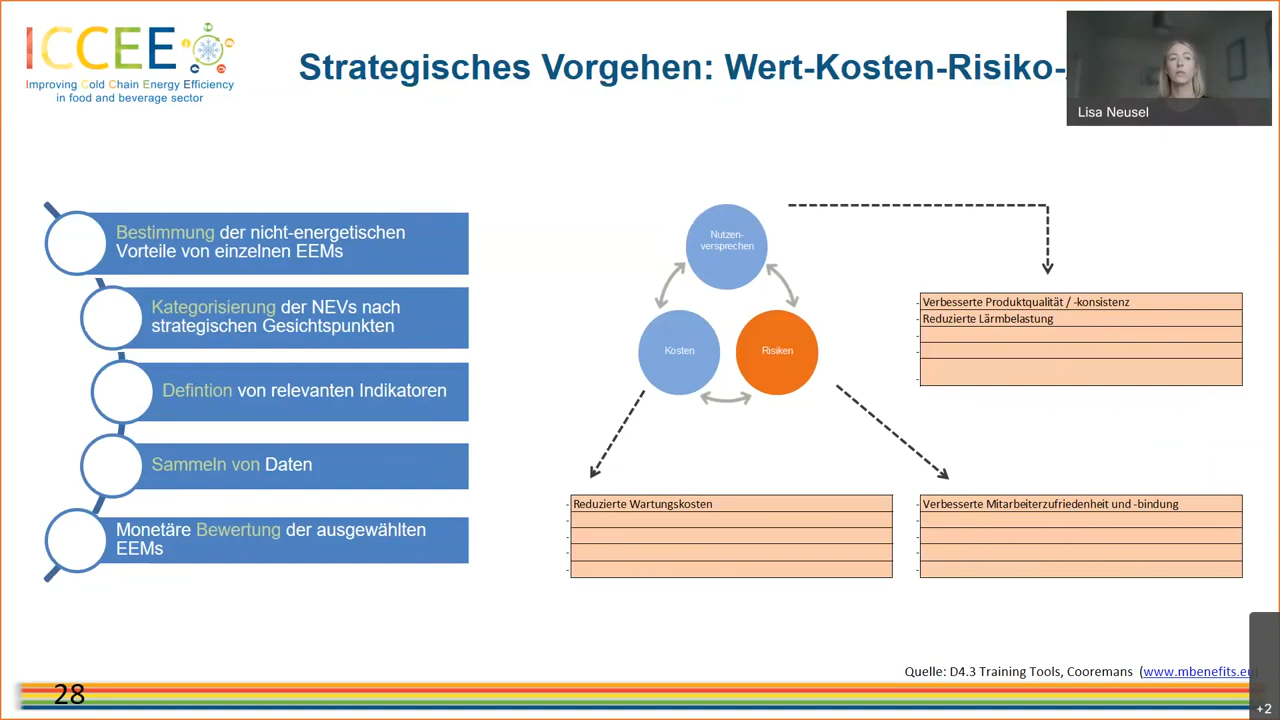 ICCEE
Improving Cold Chain Energy Efficiency
in food and beverage sector
Strategisches Vorgehen: Wert-Kosten-Risiko-
Lisa Neusel
Bestimmung der nicht-energetischen
Vorteile von einzelnen EEMs
Kategorisierung der NEVs nach
strategischen Gesichtspunkten
Defintion von relevanten Indikatoren
Sammeln von Daten
Monetäre Bewertung der ausgewählten
EEMs
Nutzen-
versprechen
Kosten
Risiken
- Verbesserte Produktqualität / -konsistenz
- Reduzierte Lärmbelastung
-
-
-
- Reduzierte Wartungskosten
-
-
-
-
- Verbesserte Mitarbeiterzufriedenheit und -bindung
-
-
-
-
Quelle: D4.3 Training Tools, Cooremans (www.mbenefits.eu)
28
+2